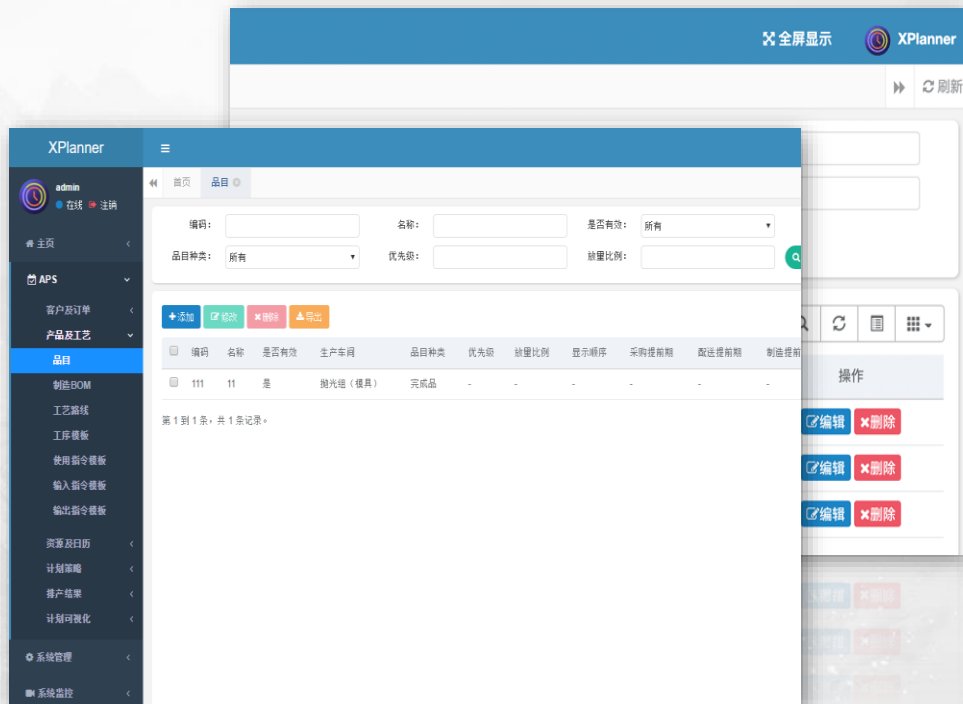 全屏显示 XPlanner
刷新
XPlanner
admin
在线 注销
首页 品目
编码: 名称: 是否有效: 所有
品目种类: 所有 优先级: 放里比例:
主页
APS
客户及订单
产品及工艺
品目
制造BOM
工艺路线
工序模板
使用指令模板
输入指令模板
输出指令模板
资源及日历
计划策略
排产结果
计划可视化
系统管理
系统监控
添加 修改 删除 导出
编码 名称 是否有效 生产车间 品目种类 优先级 放里比例 显示顺序 采购提前期 配送提前期 制造提前
111 11 是 抛光组(模具) 完成品 - - - - - -
第 1 到 1 条,共 1 条记录。
操作
编辑 删除
编辑 删除
编辑 删除